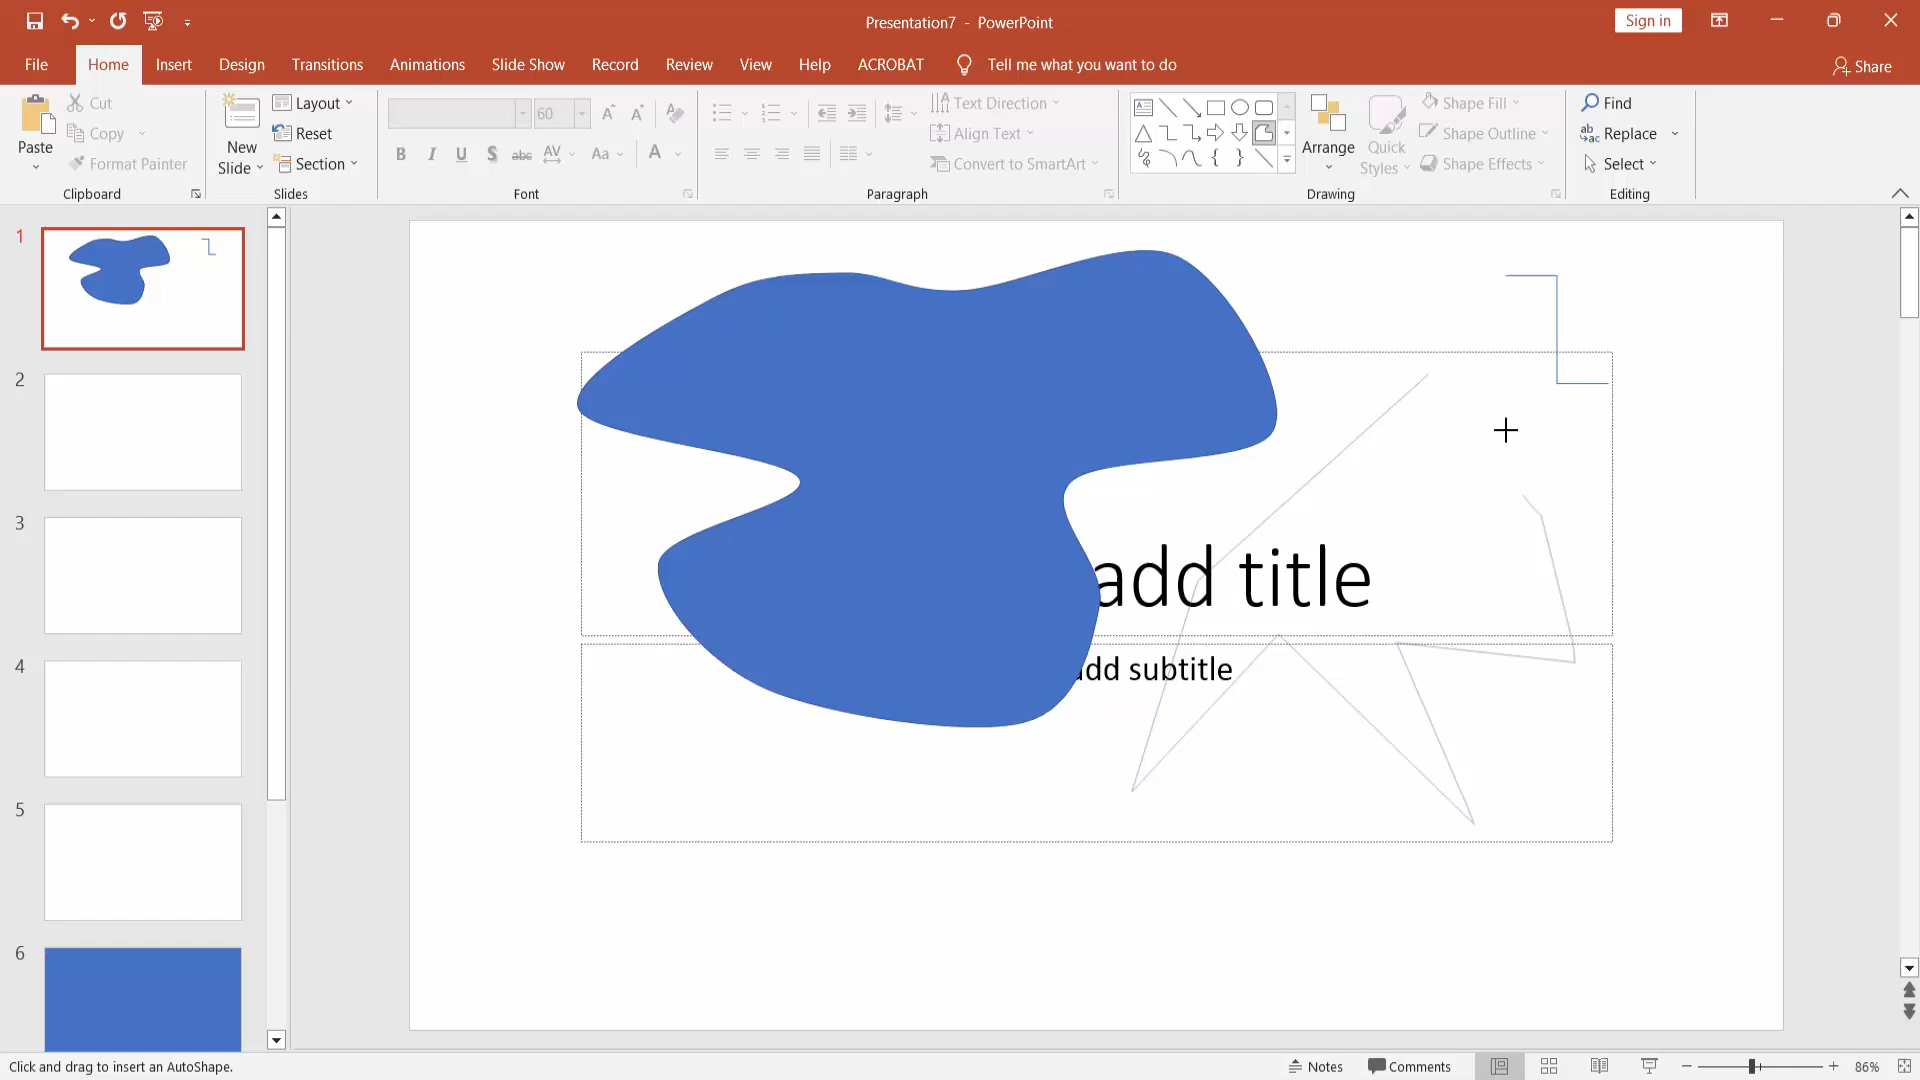 Presentation7 - PowerPoint
Sign in
File Home Insert Design Transitions Animations Slide Show Record Review View Help ACROBAT Tell me what you want to do Share
Paste
Cut
Copy
Format Painter
Clipboard
New
Slide
Layout
Reset
Section
Slides
60
B I U S abc AV Aa A
Font
Text Direction
Align Text
Convert to SmartArt
Paragraph
Arrange
Quick
Styles
Shape Fill
Shape Outline
Shape Effects
Drawing
Find
Replace
Select
Editing
1
2
3
4
5
6
add title
add subtitle
Click and drag to insert an AutoShape.
Notes Comments 86%